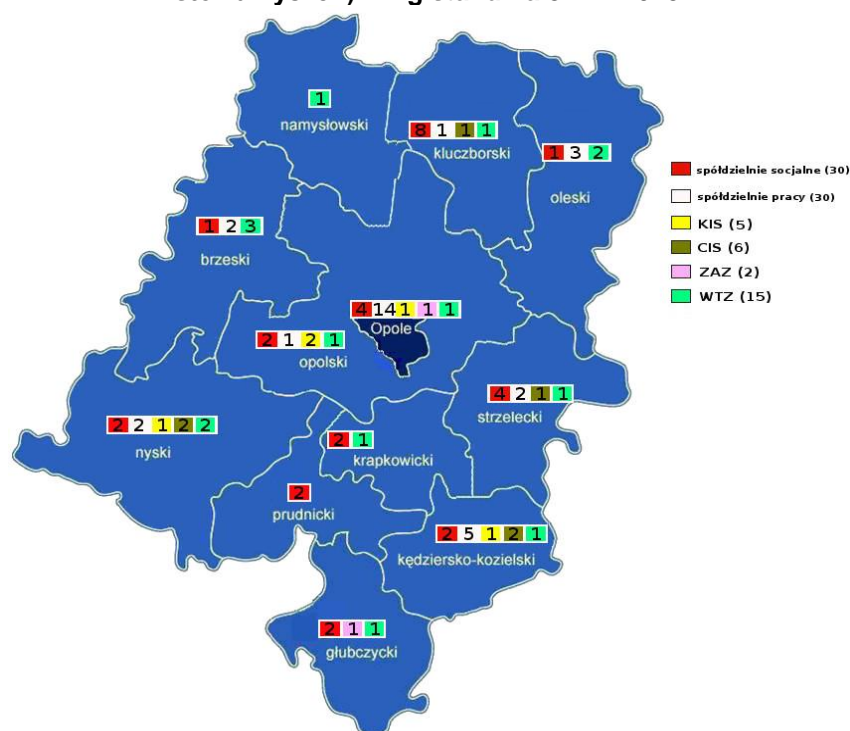 1
namysłowski
8 1 1 1
kluczborski
1 3 2
oleski
spółdzielnie socjalne (30)
spółdzielnie pracy (30)
KIS (5)
CIS (6)
ZAZ (2)
WTZ (15)
1 2 3
brzeski
4 14 1 1 1
Opole
2 1 2 1
opolski
4 2 1 1
strzelecki
2 2 1 2 2
nyski
2 1
krapkowicki
2
prudnicki
2 5 1 2 1
kędziersko-kozielski
2 1 1
głubczycki